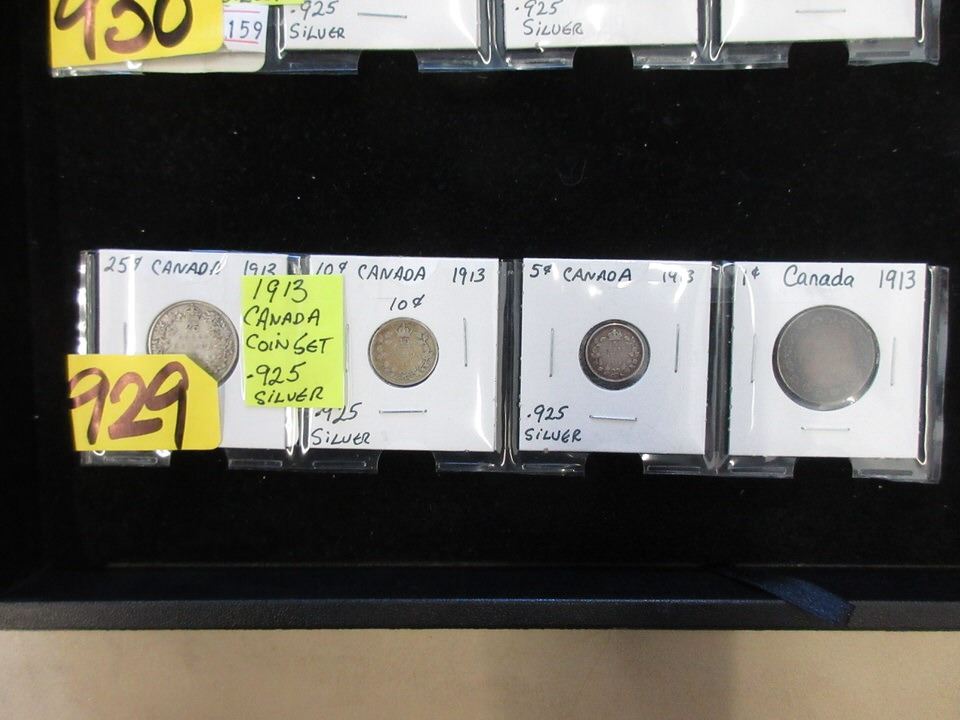 930
159
.925
SILVER
.925
SILVER
25¢ CANADA 1913
1913
CANADA
COIN SET
.925
SILVER
929
10¢ CANADA 1913
10¢
.925
SILVER
5¢ CANADA 1913
.925
SILVER
1¢ Canada 1913